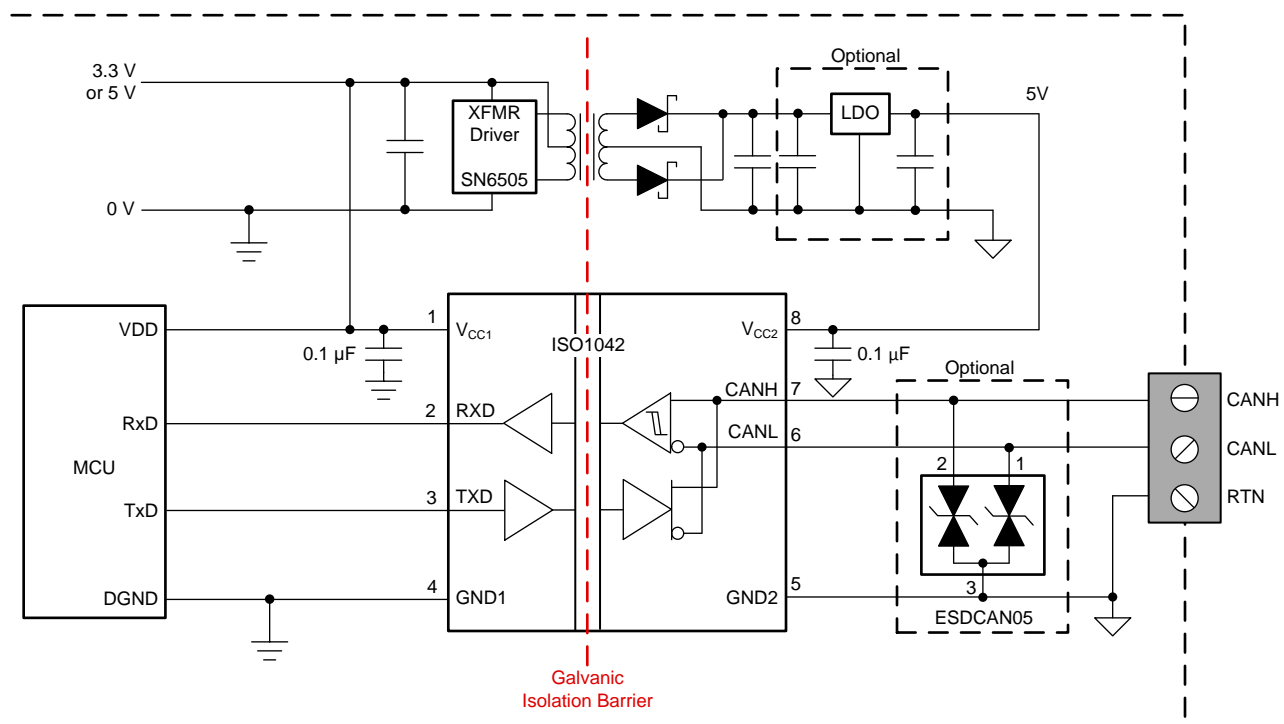 Optional
3.3 V
or 5 V
XFMR
Driver
SN6505
LDO
5V
0 V
MCU
VDD
RxD
TxD
DGND
0.1 µF
1
2
3
4
VCC1
RXD
TXD
GND1
ISO1042
VCC2
CANH
CANL
GND2
8
7
6
5
0.1 µF
Optional
2
1
3
ESDCAN05
CANH
CANL
RTN
Galvanic
Isolation Barrier